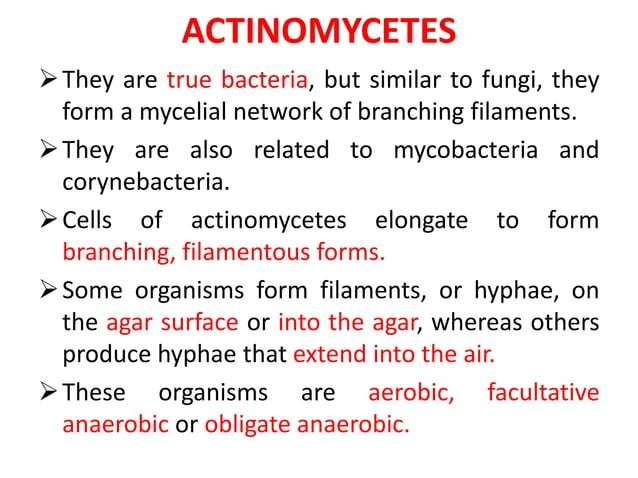 ACTINOMYCETES
➢They are true bacteria, but similar to fungi, they
form a mycelial network of branching filaments.
➢They are also related to mycobacteria and
corynebacteria.
➢Cells of actinomycetes elongate to form
branching, filamentous forms.
➢Some organisms form filaments, or hyphae, on
the agar surface or into the agar, whereas others
produce hyphae that extend into the air.
➢These organisms are aerobic, facultative
anaerobic or obligate anaerobic.